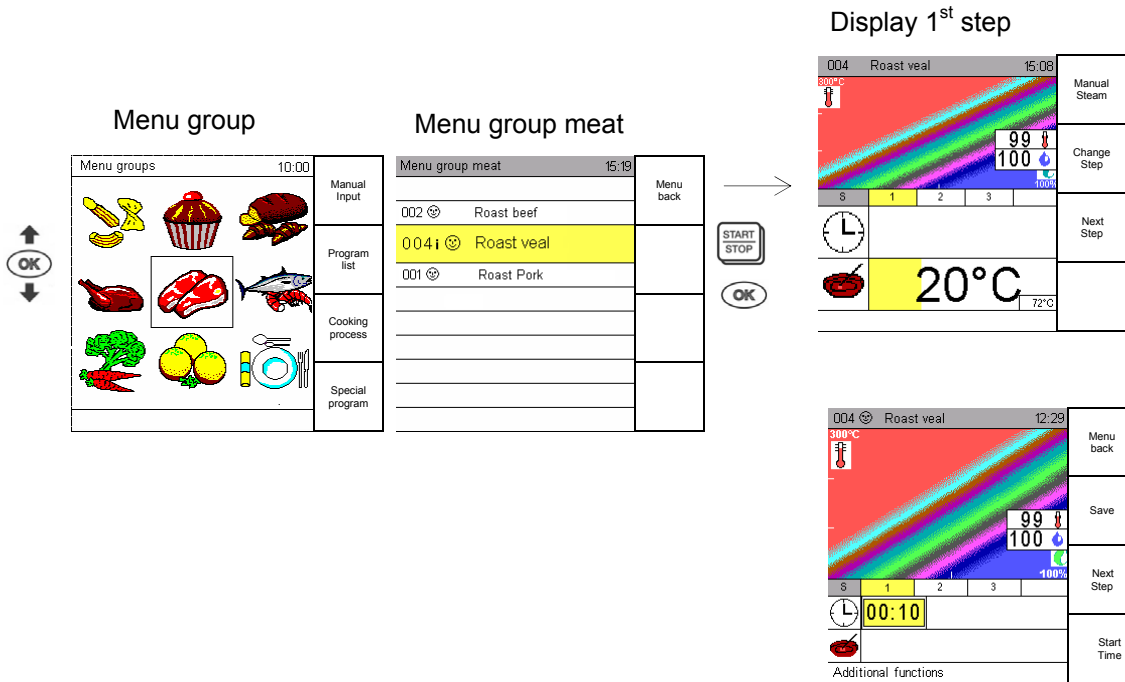 Display 1st step
Menu group
Menu group meat
OK
Menu groups 10:00
Manual
Input
Program
list
Cooking
process
Special
program
Menu group meat 15:19
Menu
back
002 Roast beef
004i Roast veal
001 Roast Pork
START
STOP
OK
004 Roast veal 15:08
300°C
99
100
100%
S 1 2 3
20°C
72°C
Manual
Steam
Change
Step
Next
Step
004 Roast veal 12:29
300°C
99
100
100%
S 1 2 3
00:10
Additional functions
Menu
back
Save
Next
Step
Start
Time